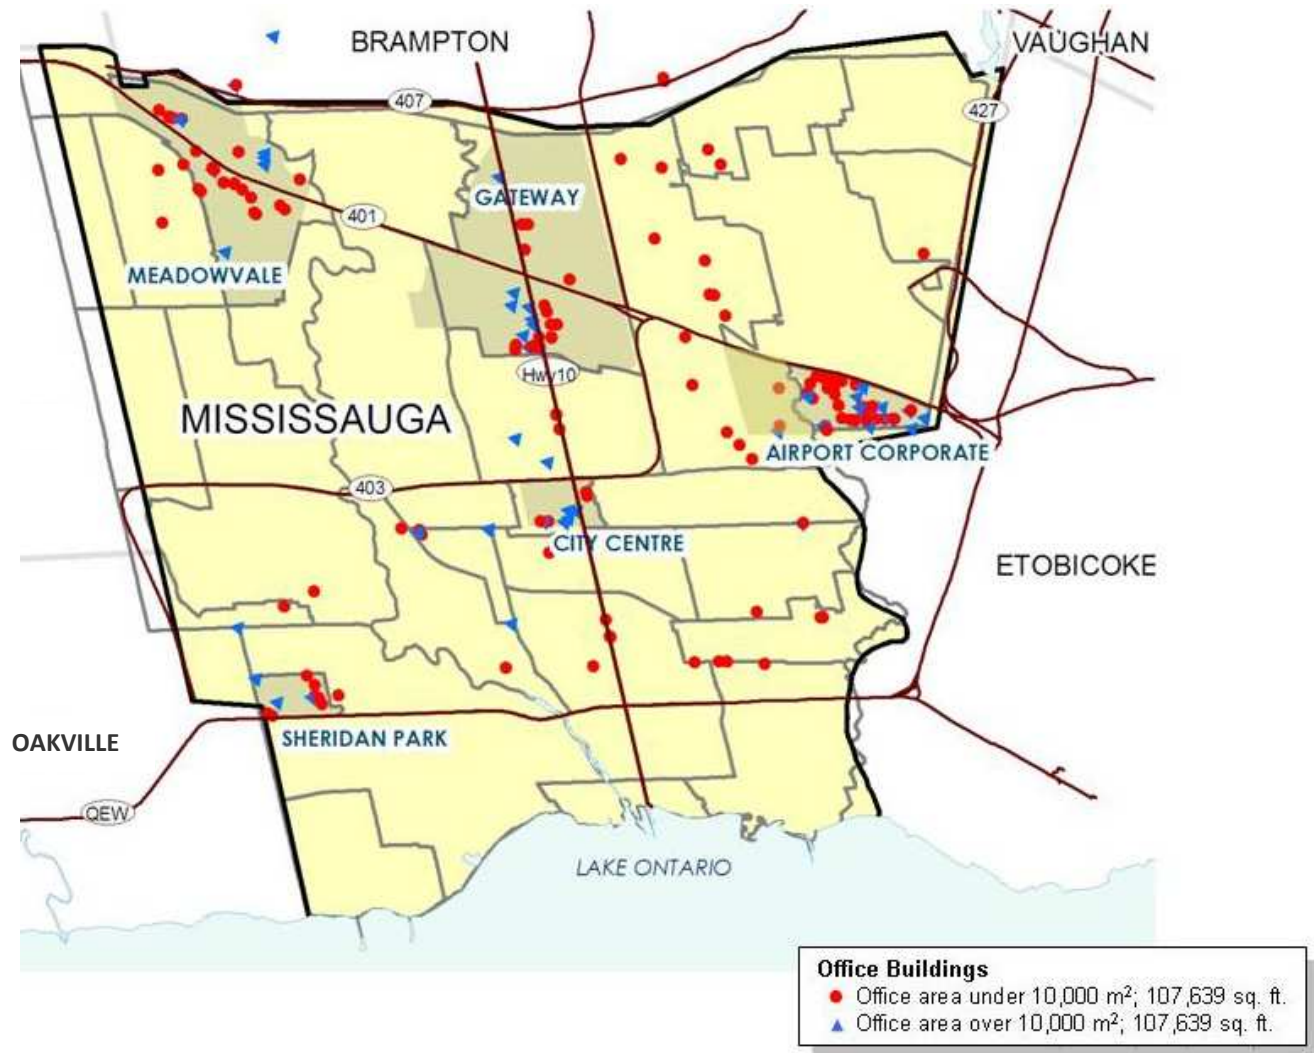 BRAMPTON
VAUGHAN
407
427
GATEWAY
401
MEADOWVALE
Hwy10
MISSISSAUGA
AIRPORT CORPORATE
403
CITY CENTRE
ETOBICOKE
OAKVILLE
SHERIDAN PARK
QEW
LAKE ONTARIO
Office Buildings
Office area under 10,000 m²; 107,639 sq. ft.
Office area over 10,000 m²; 107,639 sq. ft.